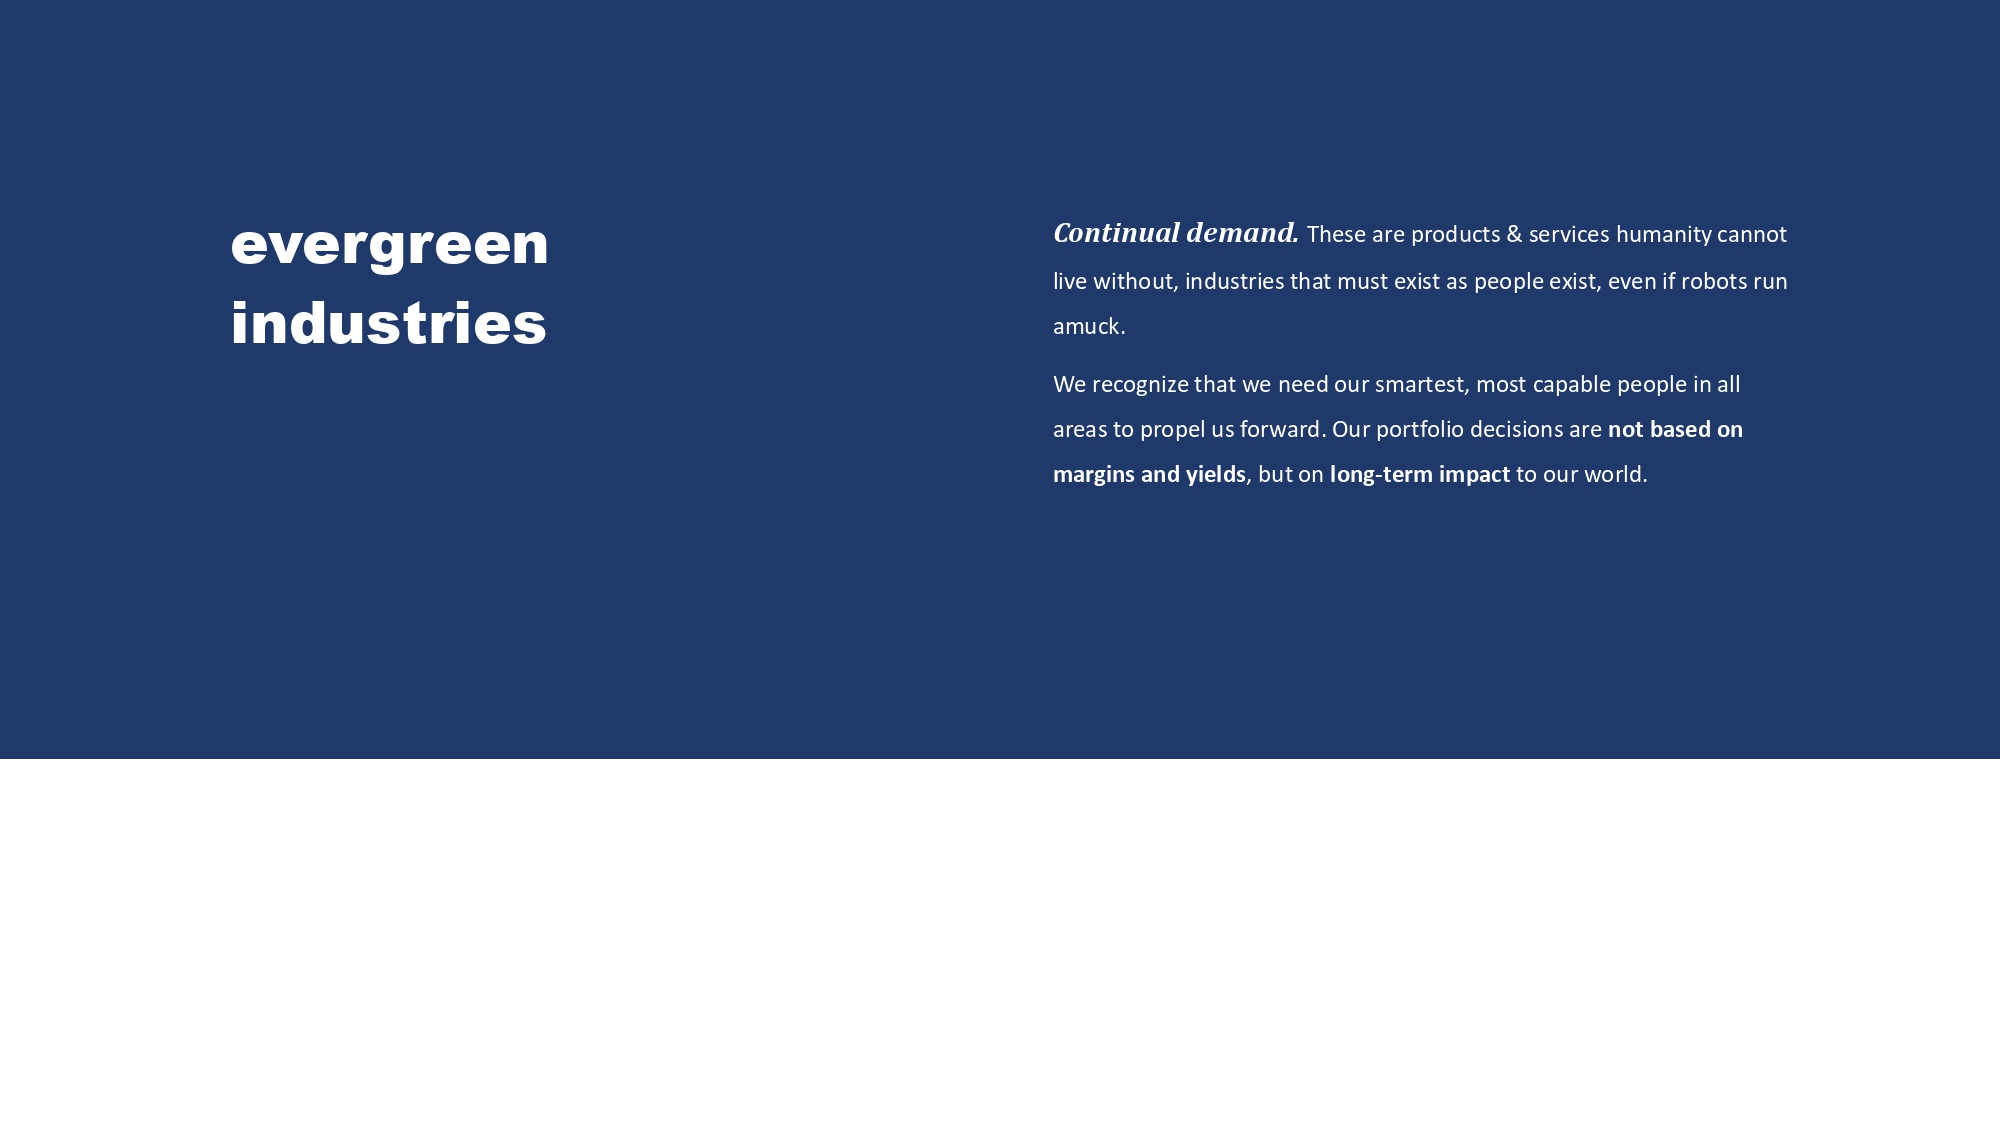 evergreen
industries
Continual demand. These are products & services humanity cannot
live without, industries that must exist as people exist, even if robots run
amuck.
We recognize that we need our smartest, most capable people in all
areas to propel us forward. Our portfolio decisions are not based on
margins and yields, but on long-term impact to our world.